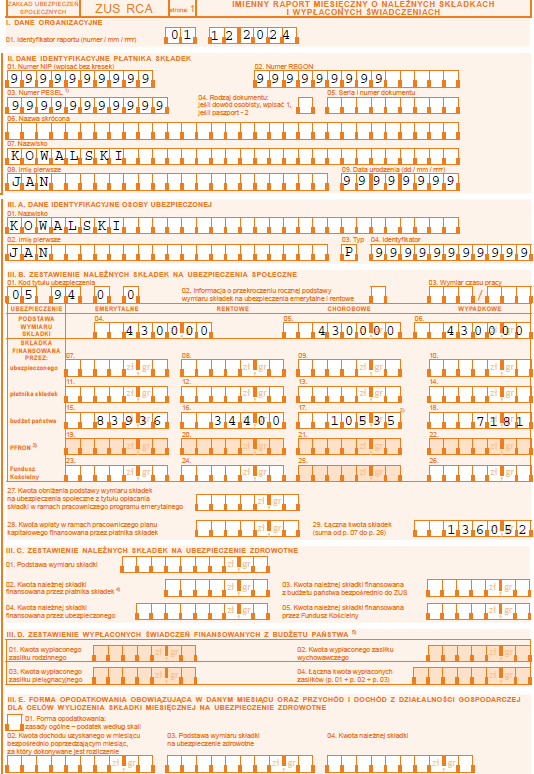 ZAKŁAD UBEZPIECZEŃ SPOŁECZNYCH
ZUS RCA
strona: 1
IMIENNY RAPORT MIESIĘCZNY O NALEŻNYCH SKŁADKACH
I WYPŁACONYCH ŚWIADCZENIACH
I. DANE ORGANIZACYJNE
01. Identyfikator raportu (numer / mm / rrrr)
01 122024
II. DANE IDENTYFIKACYJNE PŁATNIKA SKŁADEK
01. Numer NIP (wpisać bez kresek)
02. Numer REGON
9999999999
999999999
03. Numer PESEL 1)
04. Rodzaj dokumentu:
jeśli dowód osobisty, wpisać 1,
jeśli paszport - 2
05. Seria i numer dokumentu
99999999999
06. Nazwa skrócona
07. Nazwisko
KOWALSKI
08. Imię pierwsze
09. Data urodzenia (dd / mm / rrrr)
JAN
99999999
III. A. DANE IDENTYFIKACYJNE OSOBY UBEZPIECZONEJ
01. Nazwisko
KOWALSKI
02. Imię pierwsze
03. Typ
04. Identyfikator
JAN
P
99999999999
III. B. ZESTAWIENIE NALEŻNYCH SKŁADEK NA UBEZPIECZENIA SPOŁECZNE
01. Kod tytułu ubezpieczenia
02. Informacja o przekroczeniu rocznej podstawy
wymiaru składek na ubezpieczenia emerytalne i rentowe
03. Wymiar czasu pracy
05 94 0 0
/
UBEZPIECZENIE
EMERYTALNE
RENTOWE
CHOROBOWE
WYPADKOWE
PODSTAWA
WYMIARU
SKŁADKI
04. 430000
05. 430000
06. 430000
SKŁADKA
FINANSOWANA
PRZEZ:
ubezpieczonego
07. zł gr
08. zł gr
09. zł gr
10. zł gr
płatnika składek
11. zł gr
12. zł gr
13. zł gr
14. zł gr
budżet państwa
15. 83936
16. 34400
17. 10535 2)
18. 7181
PFRON 3)
19. zł gr
20. zł gr
21. zł gr
22. zł gr
Fundusz
Kościelny
23. zł gr
24. zł gr
25. zł gr
26. zł gr
27. Kwota obniżenia podstawy wymiaru składek
na ubezpieczenia społeczne z tytułu opłacania
składki w ramach pracowniczego programu emerytalnego
zł gr
28. Kwota wpłaty w ramach pracowniczego planu
kapitałowego finansowana przez płatnika składek
zł gr
29. Łączna kwota składek
(suma od p. 07 do p. 26)
136052
III. C. ZESTAWIENIE NALEŻNYCH SKŁADEK NA UBEZPIECZENIE ZDROWOTNE
01. Podstawa wymiaru składki
zł gr
02. Kwota należnej składki
finansowana przez płatnika składek 4)
zł gr
03. Kwota należnej składki finansowana
z budżetu państwa bezpośrednio do ZUS
zł gr
04. Kwota należnej składki
finansowana przez ubezpieczonego
zł gr
05. Kwota należnej składki finansowana
przez Fundusz Kościelny
zł gr
III. D. ZESTAWIENIE WYPŁACONYCH ŚWIADCZEŃ FINANSOWANYCH Z BUDŻETU PAŃSTWA 5)
01. Kwota wypłaconego
zasiłku rodzinnego
zł gr
02. Kwota wypłaconego zasiłku
wychowawczego
zł gr
03. Kwota wypłaconego
zasiłku pielęgnacyjnego
zł gr
04. Łączna kwota wypłaconych
zasiłków (p. 01 + p. 02 + p. 03)
zł gr
III. E. FORMA OPODATKOWANIA OBOWIĄZUJĄCA W DANYM MIESIĄCU ORAZ PRZYCHÓD I DOCHÓD Z DZIAŁALNOŚCI GOSPODARCZEJ
DLA CELÓW WYLICZENIA SKŁADKI MIESIĘCZNEJ NA UBEZPIECZENIE ZDROWOTNE
01. Forma opodatkowania:
zasady ogólne – podatek według skali
02. Kwota dochodu uzyskanego w miesiącu
bezpośrednio poprzedzającym miesiąc,
za który dokonywane jest rozliczenie
03. Podstawa wymiaru składki
na ubezpieczenie zdrowotne
04. Kwota należnej składki
zł gr
zł gr
zł gr